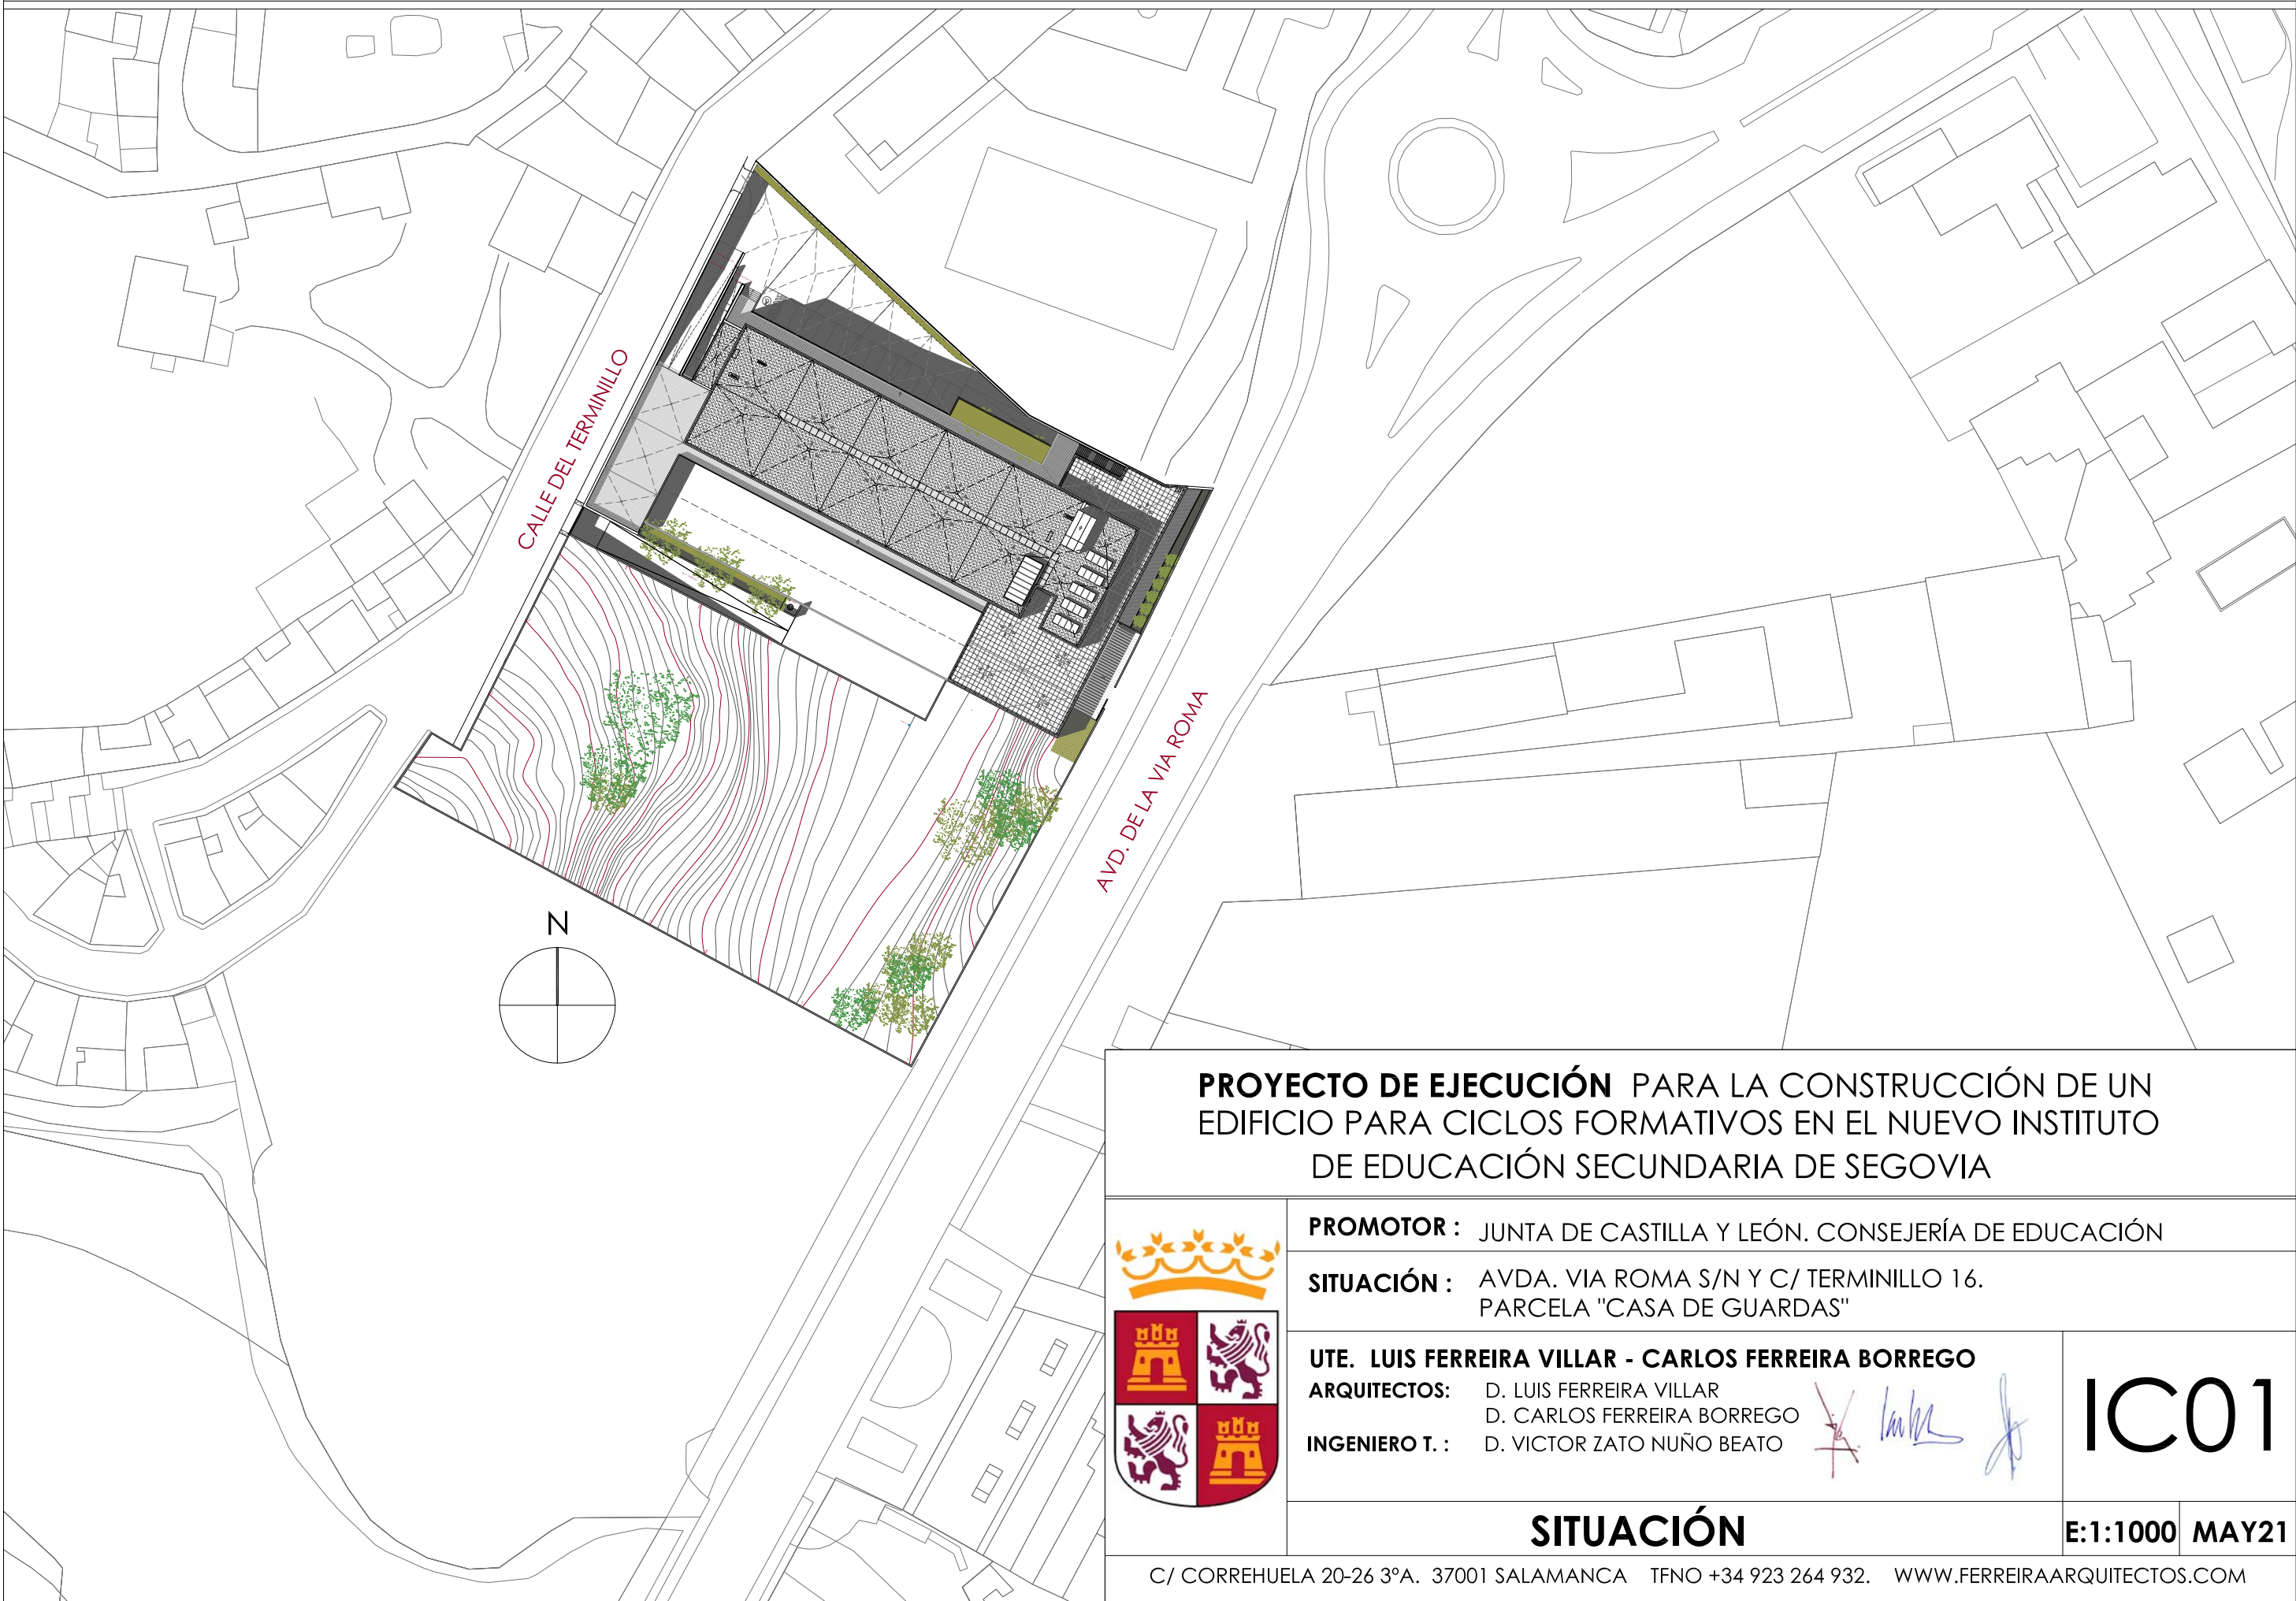 CALLE DEL TERMINILLO
AVD. DE LA VIA ROMA
N
PROYECTO DE EJECUCIÓN PARA LA CONSTRUCCIÓN DE UN
EDIFICIO PARA CICLOS FORMATIVOS EN EL NUEVO INSTITUTO
DE EDUCACIÓN SECUNDARIA DE SEGOVIA
PROMOTOR : JUNTA DE CASTILLA Y LEÓN. CONSEJERÍA DE EDUCACIÓN
SITUACIÓN : AVDA. VIA ROMA S/N Y C/ TERMINILLO 16.
PARCELA "CASA DE GUARDAS"
UTE. LUIS FERREIRA VILLAR - CARLOS FERREIRA BORREGO
ARQUITECTOS: D. LUIS FERREIRA VILLAR
D. CARLOS FERREIRA BORREGO
INGENIERO T. : D. VICTOR ZATO NUÑO BEATO
IC01
SITUACIÓN
E:1:1000 MAY21
C/ CORREHUELA 20-26 3ºA. 37001 SALAMANCA TFNO +34 923 264 932. WWW.FERREIRAARQUITECTOS.COM